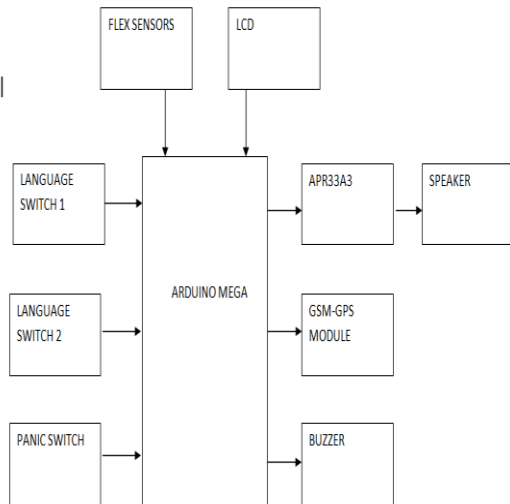 FLEX SENSORS
LCD
LANGUAGE
SWITCH 1
APR33A3
SPEAKER
ARDUINO MEGA
LANGUAGE
SWITCH 2
GSM-GPS
MODULE
PANIC SWITCH
BUZZER